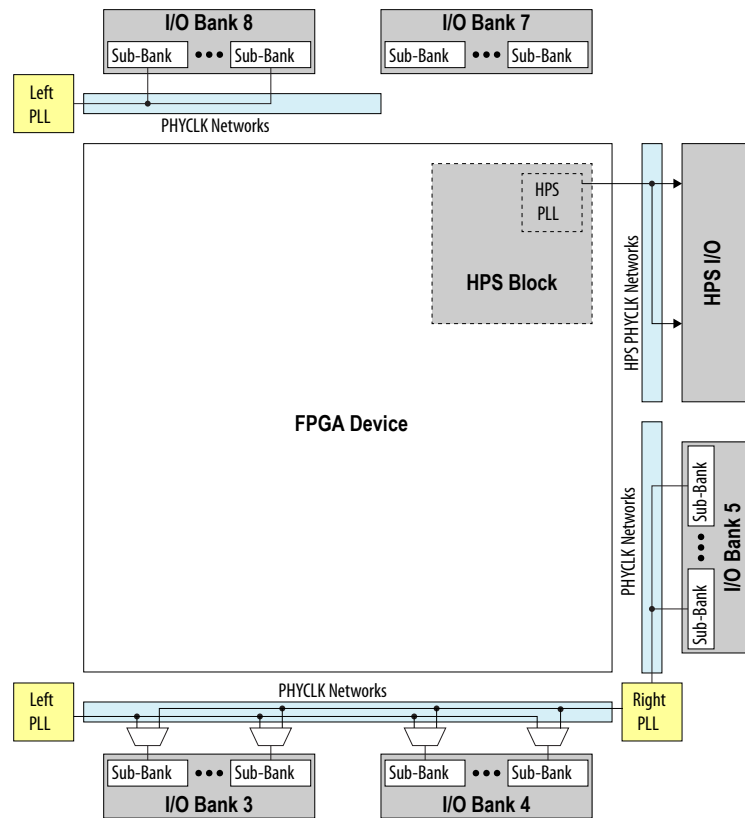 I/O Bank 8
Sub-Bank ••• Sub-Bank
I/O Bank 7
Sub-Bank ••• Sub-Bank
Left
PLL
PHYCLK Networks
HPS
PLL
HPS Block
HPS PHYCLK Networks
HPS I/O
FPGA Device
PHYCLK Networks
Sub-Bank ••• Sub-Bank
I/O Bank 5
Left
PLL
PHYCLK Networks
Right
PLL
Sub-Bank ••• Sub-Bank
I/O Bank 3
Sub-Bank ••• Sub-Bank
I/O Bank 4